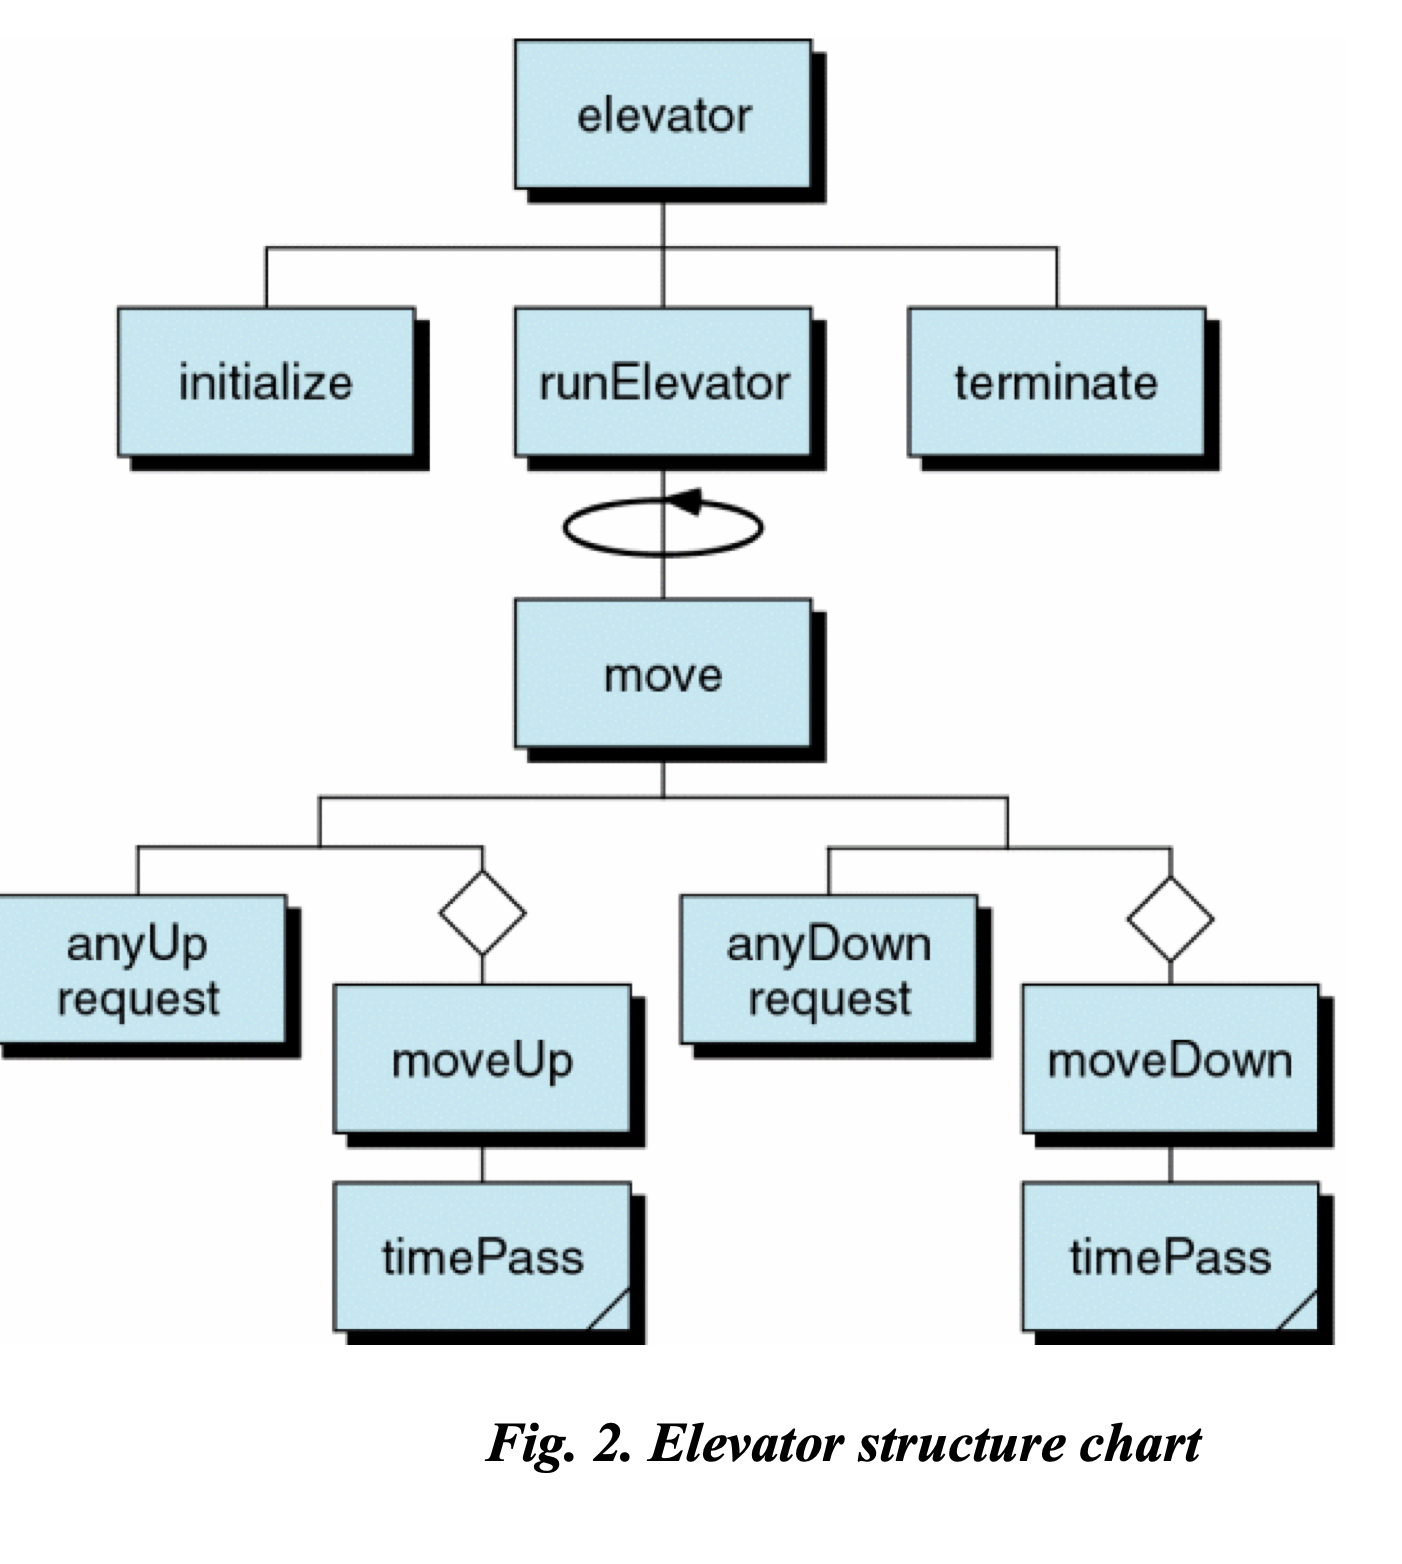 elevator
initialize
runElevator
terminate
move
anyUp
request
moveUp
anyDown
request
moveDown
timePass
timePass
Fig. 2. Elevator structure chart